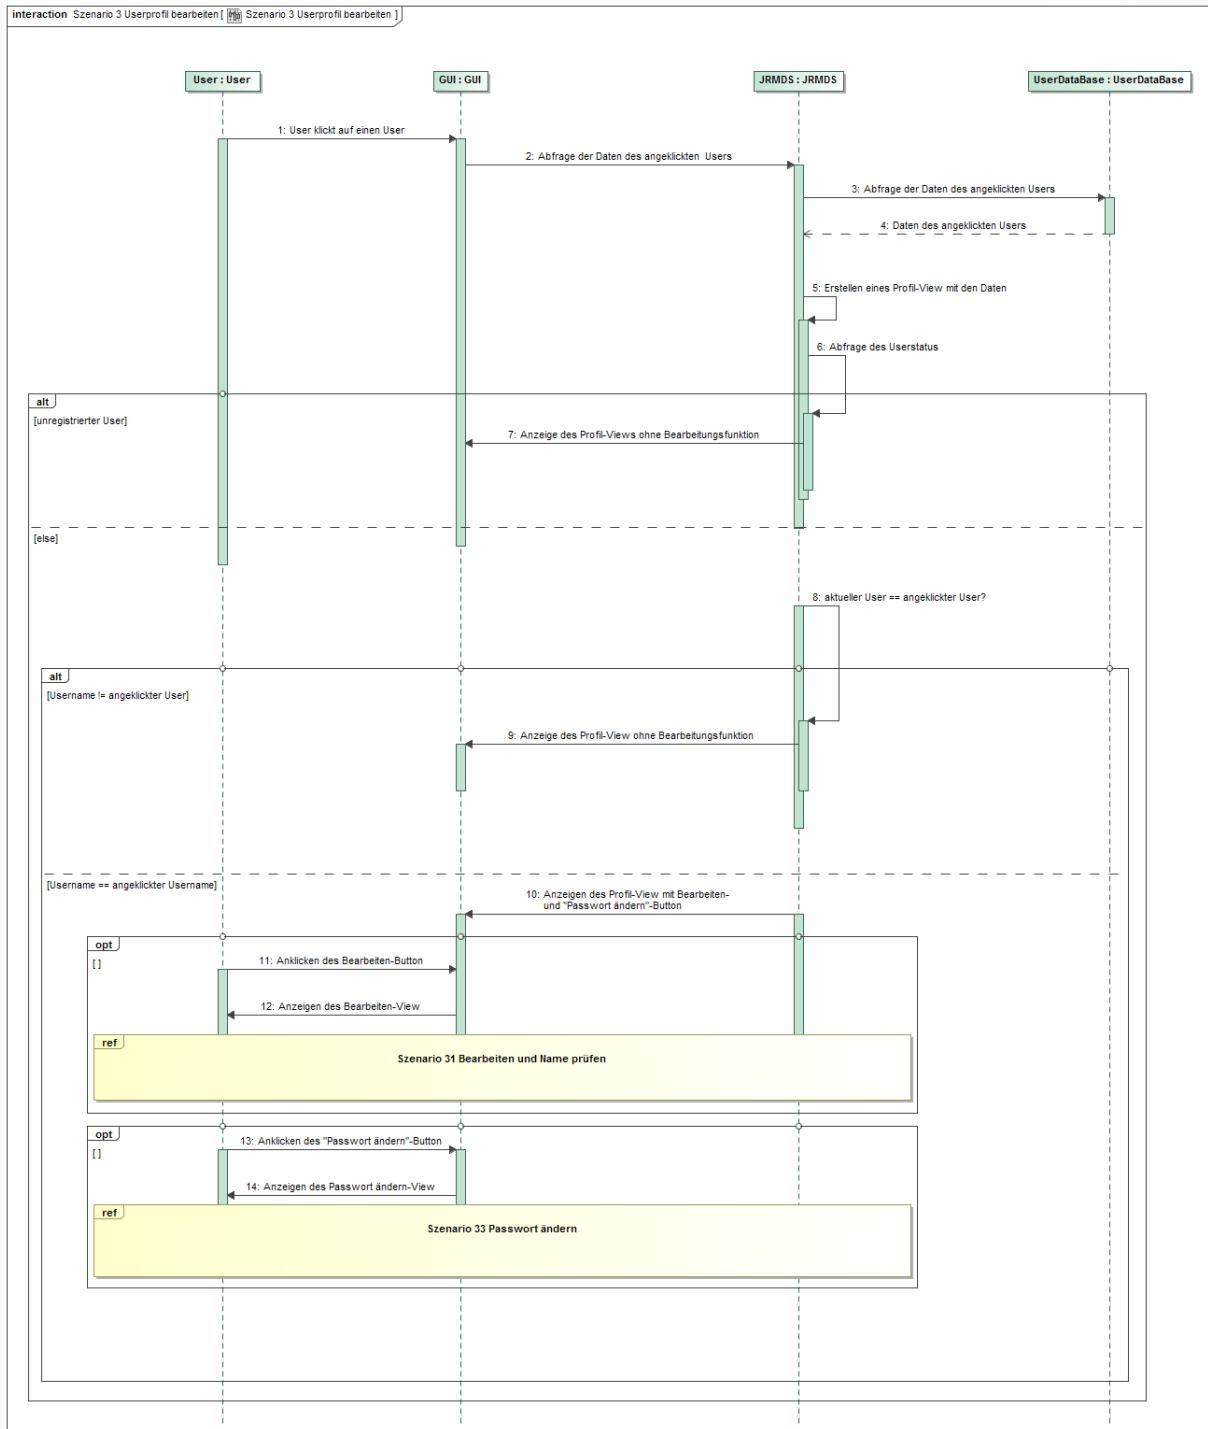 interaction Szenario 3 Userprofil bearbeiten [ Szenario 3 Userprofil bearbeiten ]
User : User
GUI : GUI
JRMDS : JRMDS
UserDataBase : UserDataBase
1: User klickt auf einen User
2: Abfrage der Daten des angeklickten Users
3: Abfrage der Daten des angeklickten Users
4: Daten des angeklickten Users
5: Erstellen eines Profil-View mit den Daten
6: Abfrage des Userstatus
alt
[unregistrierter User]
7: Anzeige des Profil-Views ohne Bearbeitungsfunktion
[else]
8: aktueller User == angeklickter User?
alt
[Username != angeklickter User]
9: Anzeige des Profil-View ohne Bearbeitungsfunktion
[Username == angeklickter Username]
10: Anzeigen des Profil-View mit Bearbeiten-
und "Passwort ändern"-Button
opt
[ ]
11: Anklicken des Bearbeiten-Button
12: Anzeigen des Bearbeiten-View
ref
Szenario 31 Bearbeiten und Name prüfen
opt
[ ]
13: Anklicken des "Passwort ändern"-Button
14: Anzeigen des Passwort ändern-View
ref
Szenario 33 Passwort ändern